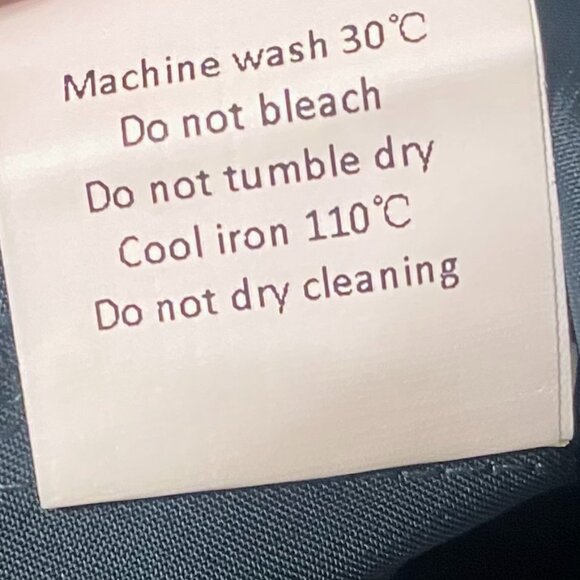 Machine wash 30°C
Do not bleach
Do not tumble dry
Cool iron 110°C
Do not dry cleaning